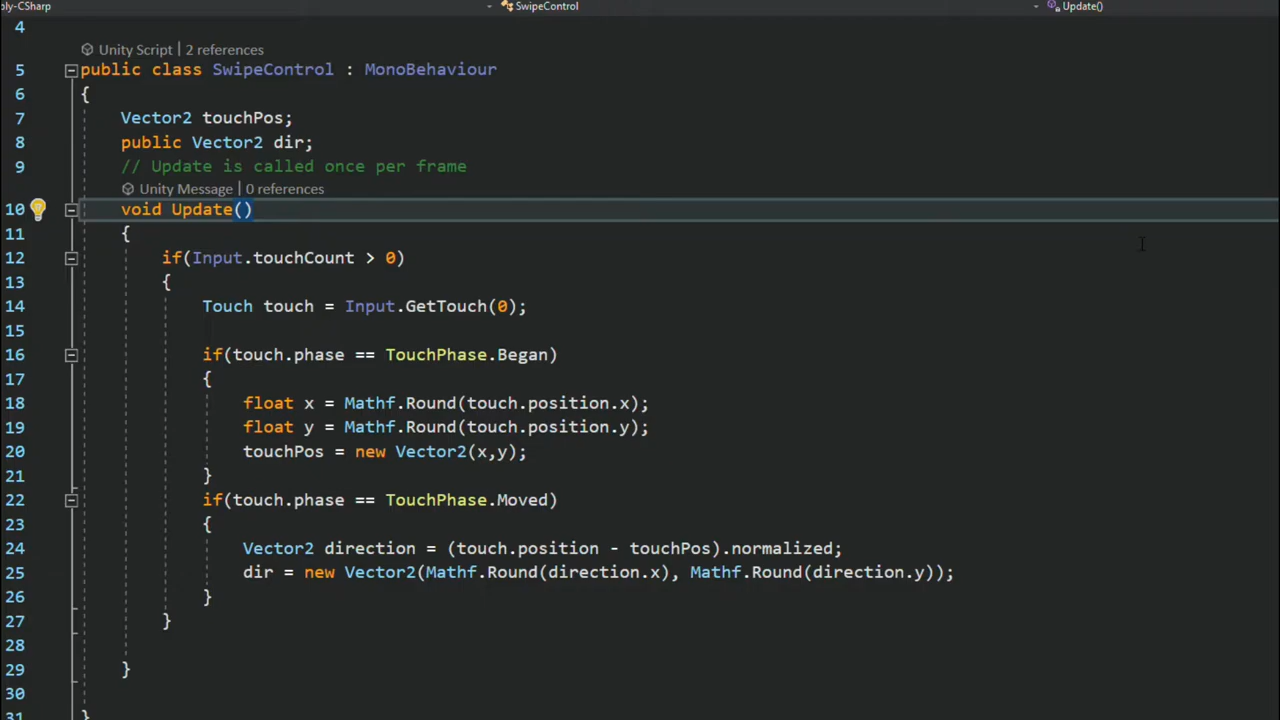 ply-CSharp SwipeControl Update()
4
Unity Script | 2 references
5 public class SwipeControl : MonoBehaviour
6 {
7 Vector2 touchPos;
8 public Vector2 dir;
9 // Update is called once per frame
Unity Message | 0 references
10 void Update()
11 {
12 if(Input.touchCount > 0)
13 {
14 Touch touch = Input.GetTouch(0);
15
16 if(touch.phase == TouchPhase.Began)
17 {
18 float x = Mathf.Round(touch.position.x);
19 float y = Mathf.Round(touch.position.y);
20 touchPos = new Vector2(x,y);
21 }
22 if(touch.phase == TouchPhase.Moved)
23 {
24 Vector2 direction = (touch.position - touchPos).normalized;
25 dir = new Vector2(Mathf.Round(direction.x), Mathf.Round(direction.y));
26 }
27 }
28
29 }
30
31 }